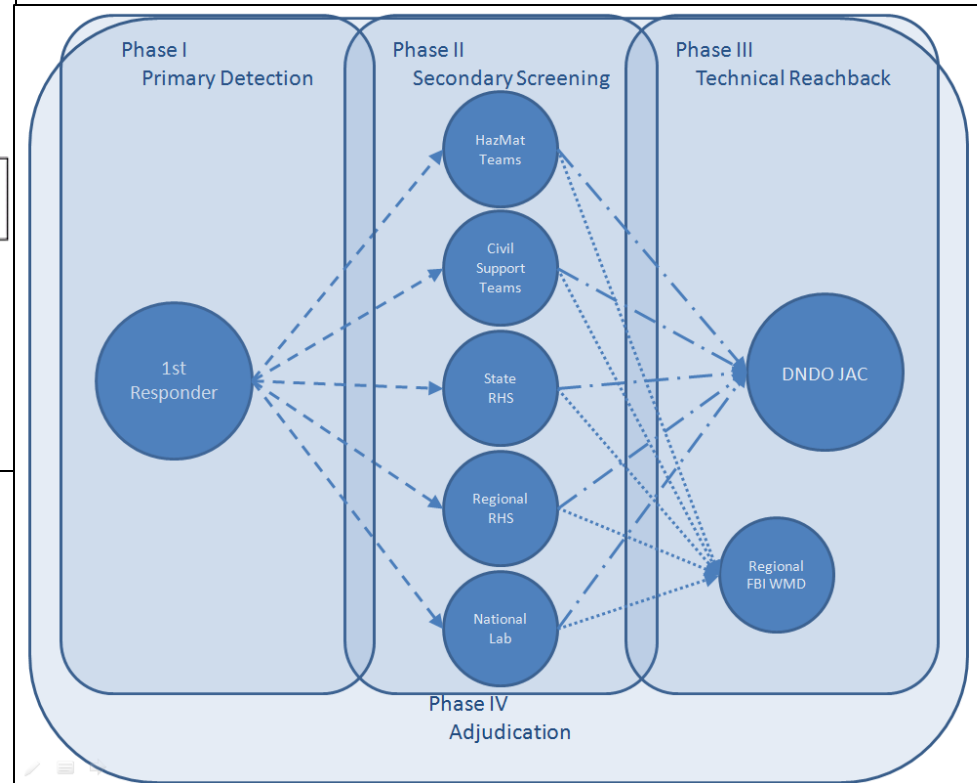 Phase I
Primary Detection
Phase II
Secondary Screening
Phase III
Technical Reachback
HazMat
Teams
Civil
Support
Teams
1st
Responder
State
RHS
DNDO JAC
Regional
RHS
Regional
FBI WMD
National
Lab
Phase IV
Adjudication